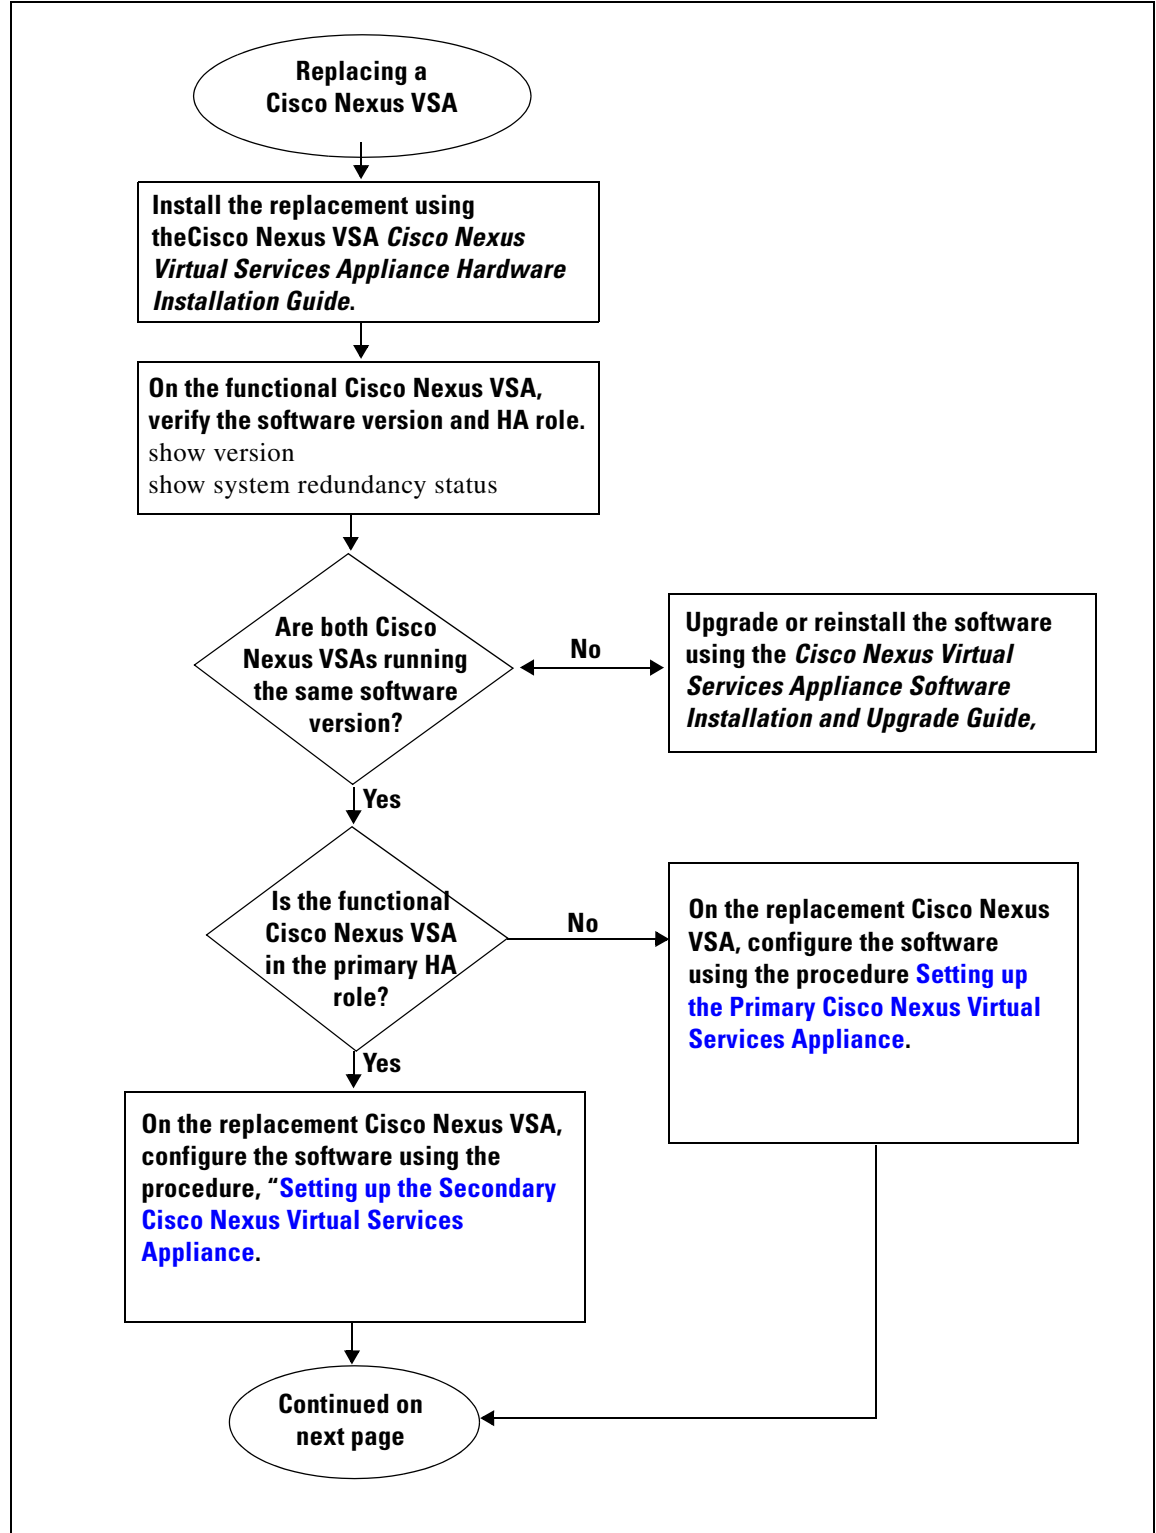 Replacing a
Cisco Nexus VSA
Install the replacement using
theCisco Nexus VSA Cisco Nexus
Virtual Services Appliance Hardware
Installation Guide.
On the functional Cisco Nexus VSA,
verify the software version and HA role.
show version
show system redundancy status
Are both Cisco
Nexus VSAs running
the same software
version?
No
Upgrade or reinstall the software
using the Cisco Nexus Virtual
Services Appliance Software
Installation and Upgrade Guide,
Yes
Is the functional
Cisco Nexus VSA
in the primary HA
role?
No
On the replacement Cisco Nexus
VSA, configure the software
using the procedure Setting up
the Primary Cisco Nexus Virtual
Services Appliance.
Yes
On the replacement Cisco Nexus VSA,
configure the software using the
procedure, “Setting up the Secondary
Cisco Nexus Virtual Services
Appliance.
Continued on
next page